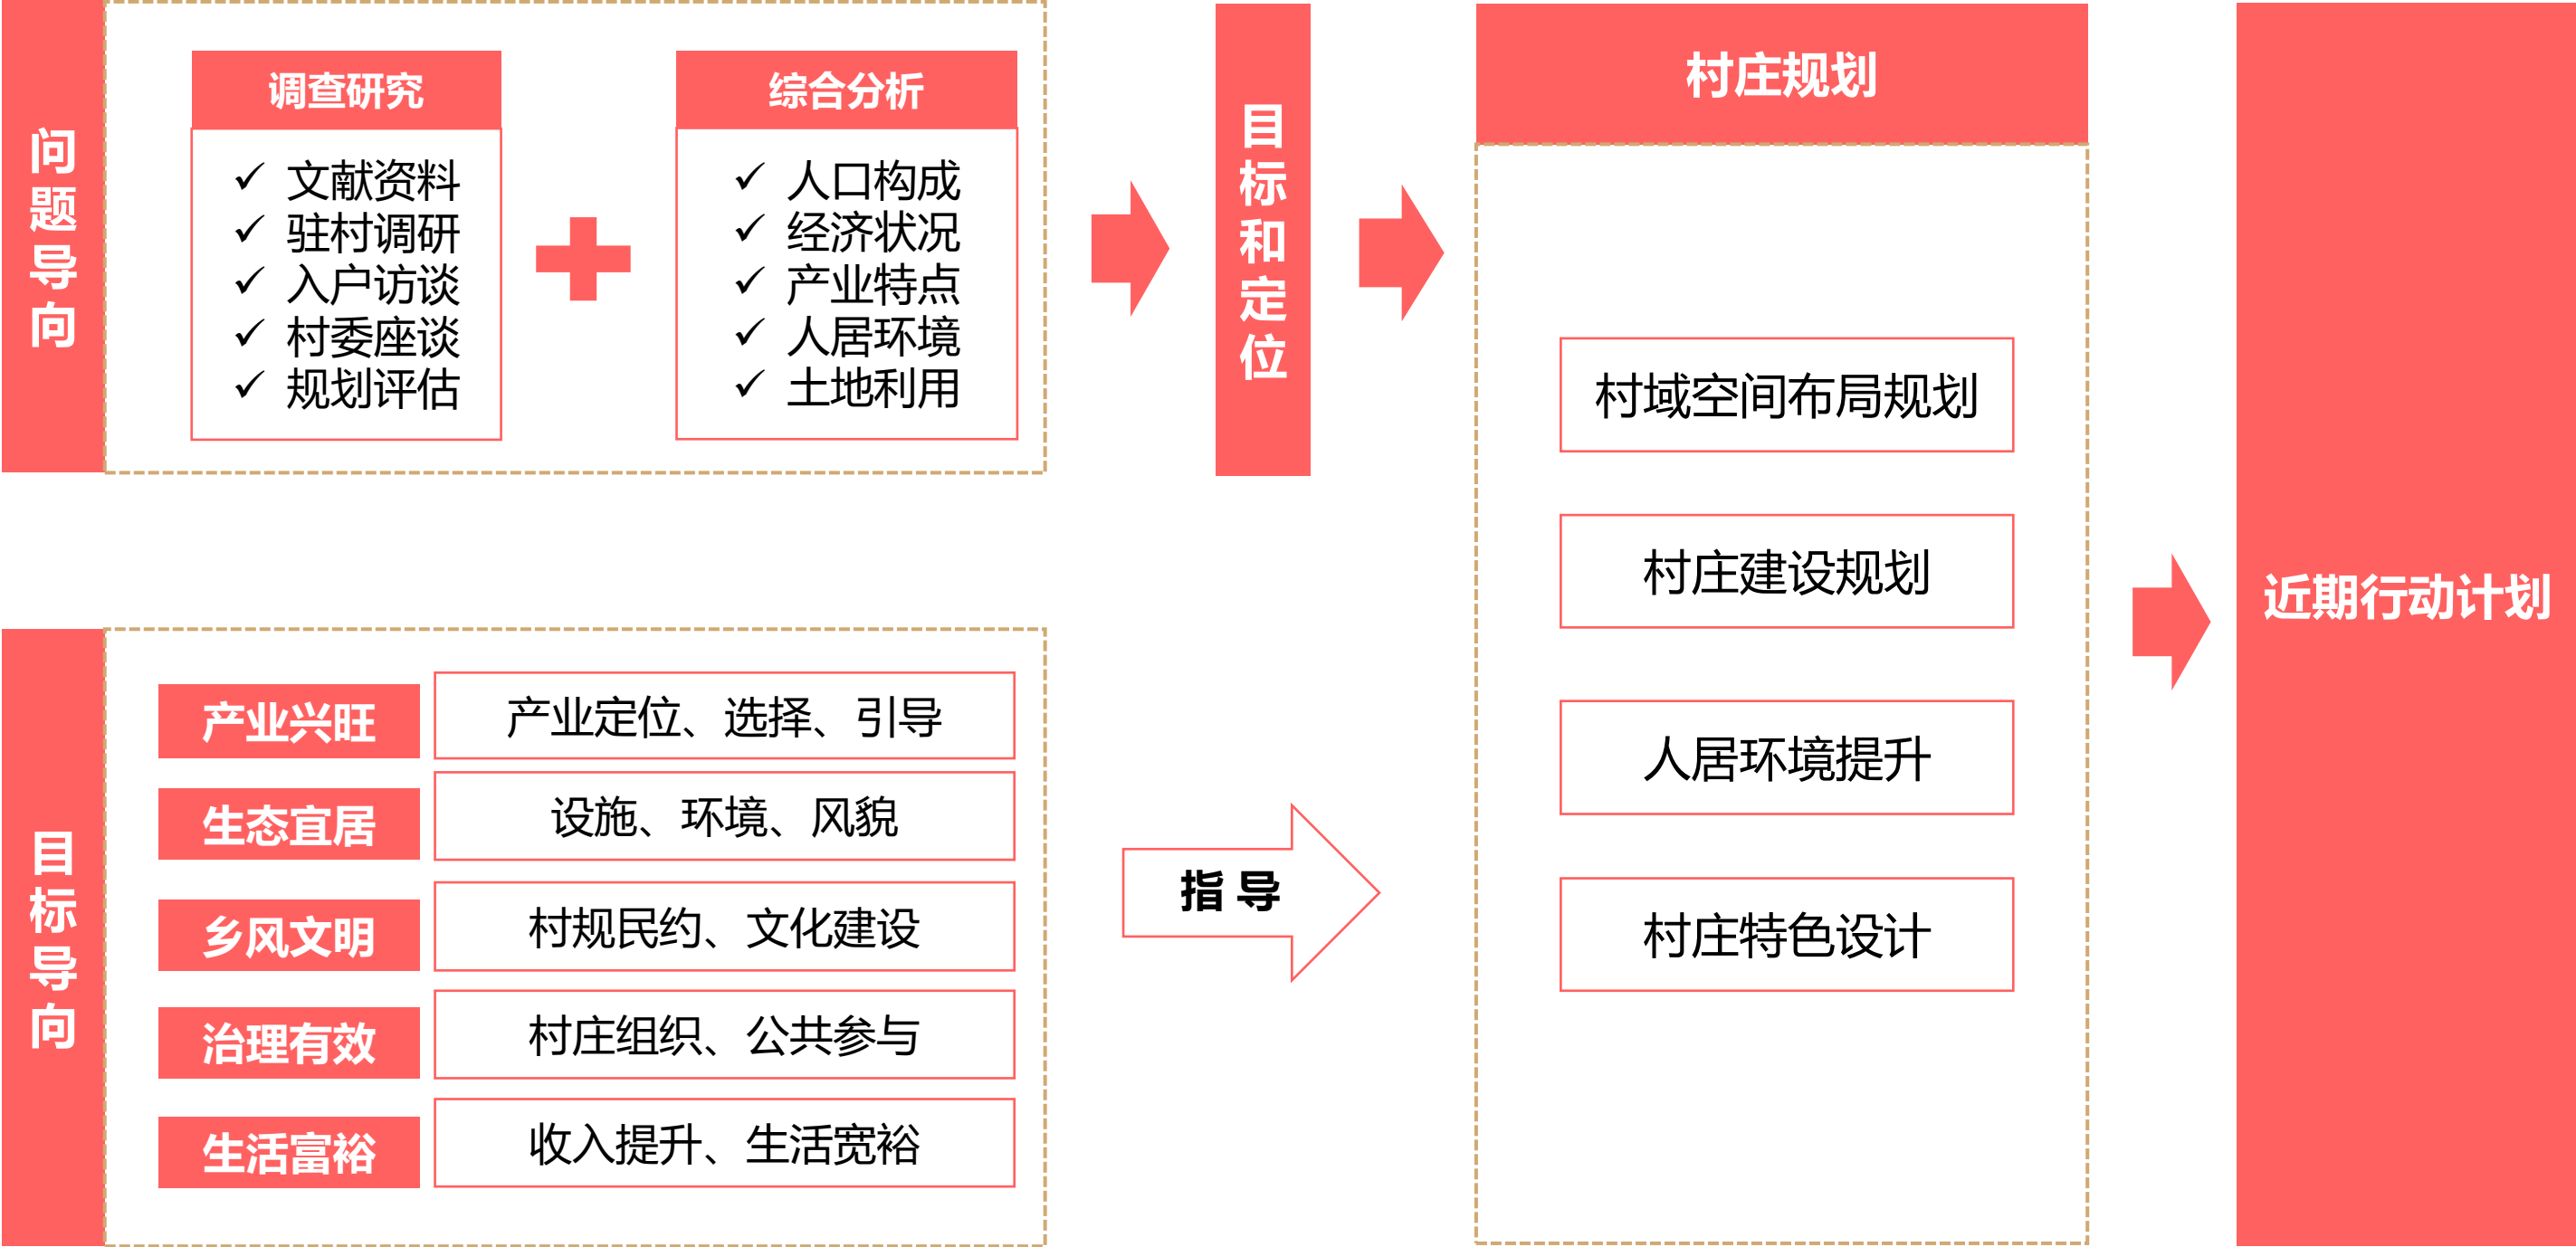 问题导向
调查研究
文献资料
驻村调研
入户访谈
村委座谈
规划评估
综合分析
人口构成
经济状况
产业特点
人居环境
土地利用
目标和定位
目标导向
产业兴旺
产业定位、选择、引导
生态宜居
设施、环境、风貌
乡风文明
村规民约、文化建设
治理有效
村庄组织、公共参与
生活富裕
收入提升、生活宽裕
指导
村庄规划
村域空间布局规划
村庄建设规划
人居环境提升
村庄特色设计
近期行动计划